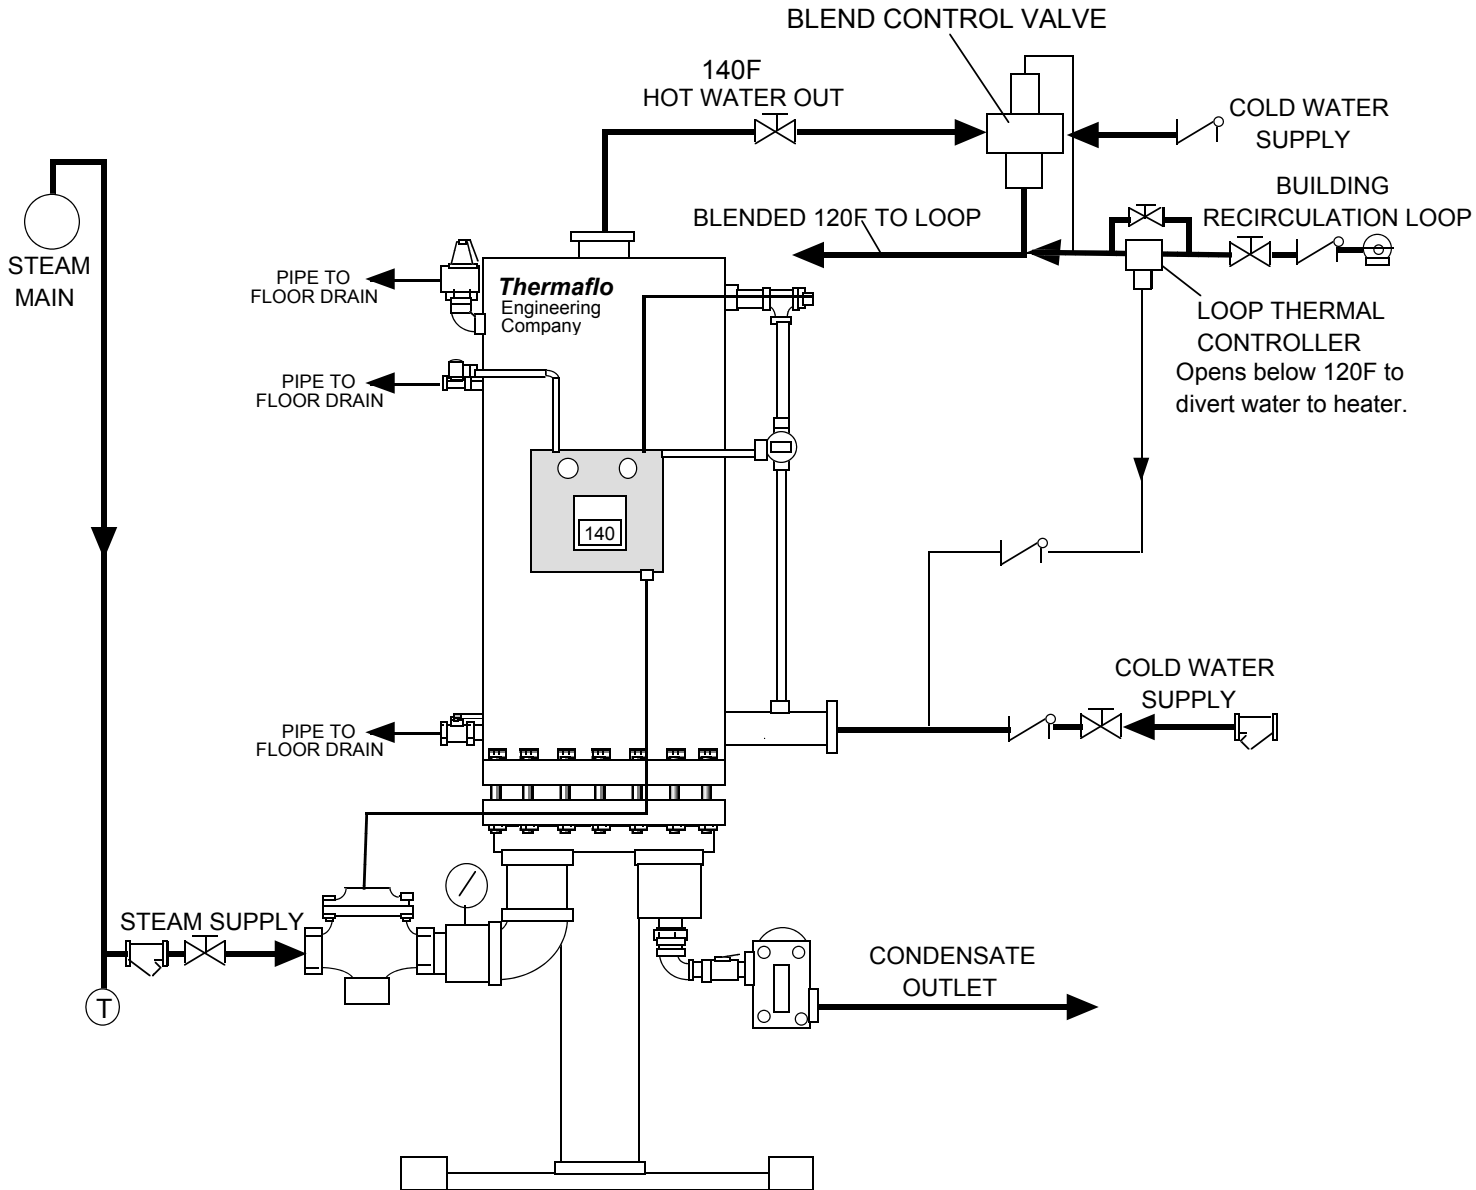 BLEND CONTROL VALVE
140F
HOT WATER OUT
COLD WATER
SUPPLY
BUILDING
RECIRCULATION LOOP
BLENDED 120F TO LOOP
STEAM
MAIN
PIPE TO
FLOOR DRAIN
Thermaflo
Engineering
Company
LOOP THERMAL
CONTROLLER
Opens below 120F to
divert water to heater.
PIPE TO
FLOOR DRAIN
140
COLD WATER
SUPPLY
PIPE TO
FLOOR DRAIN
STEAM SUPPLY
CONDENSATE
OUTLET
T